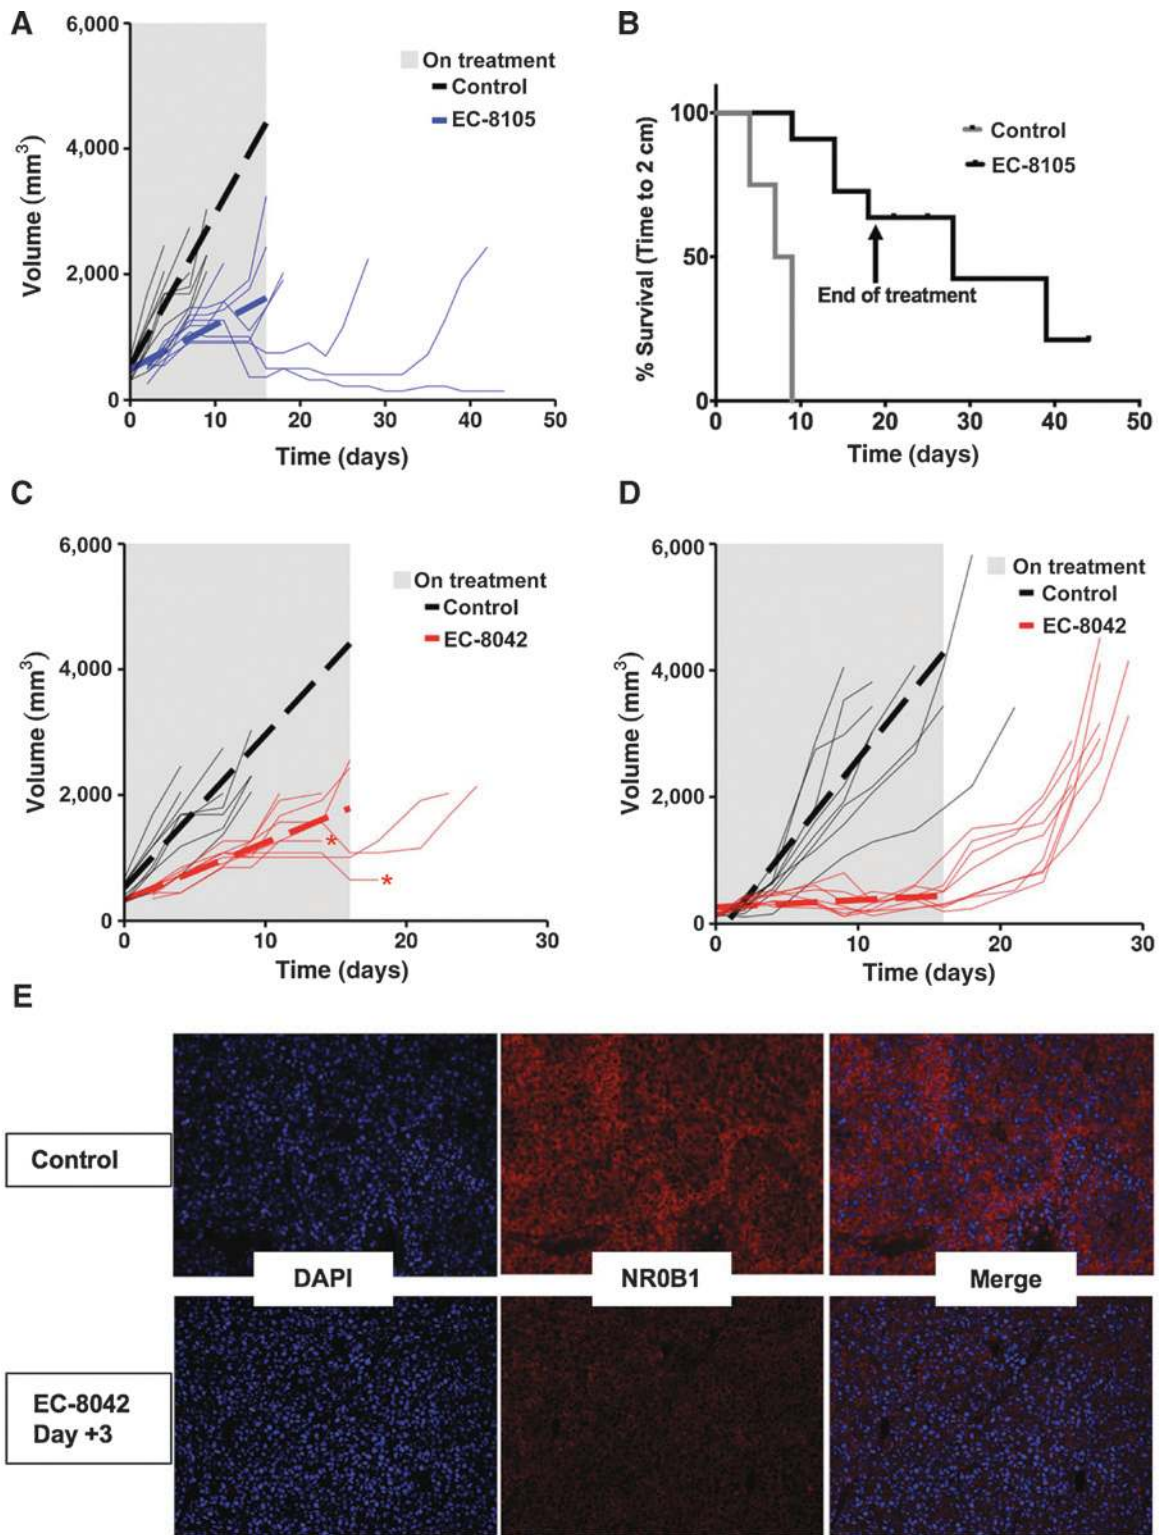 A
6,000
4,000
2,000
0
Volume (mm³)
0 10 20 30 40 50
Time (days)
On treatment
Control
EC-8105
B
100
50
0
% Survival (Time to 2 cm)
0 10 20 30 40 50
Time (days)
Control
EC-8105
End of treatment
C
6,000
4,000
2,000
0
Volume (mm³)
0 10 20 30
Time (days)
On treatment
Control
EC-8042
*
*
D
6,000
4,000
2,000
0
Volume (mm³)
0 10 20 30
Time (days)
On treatment
Control
EC-8042
E
Control
DAPI
NR0B1
Merge
EC-8042
Day +3